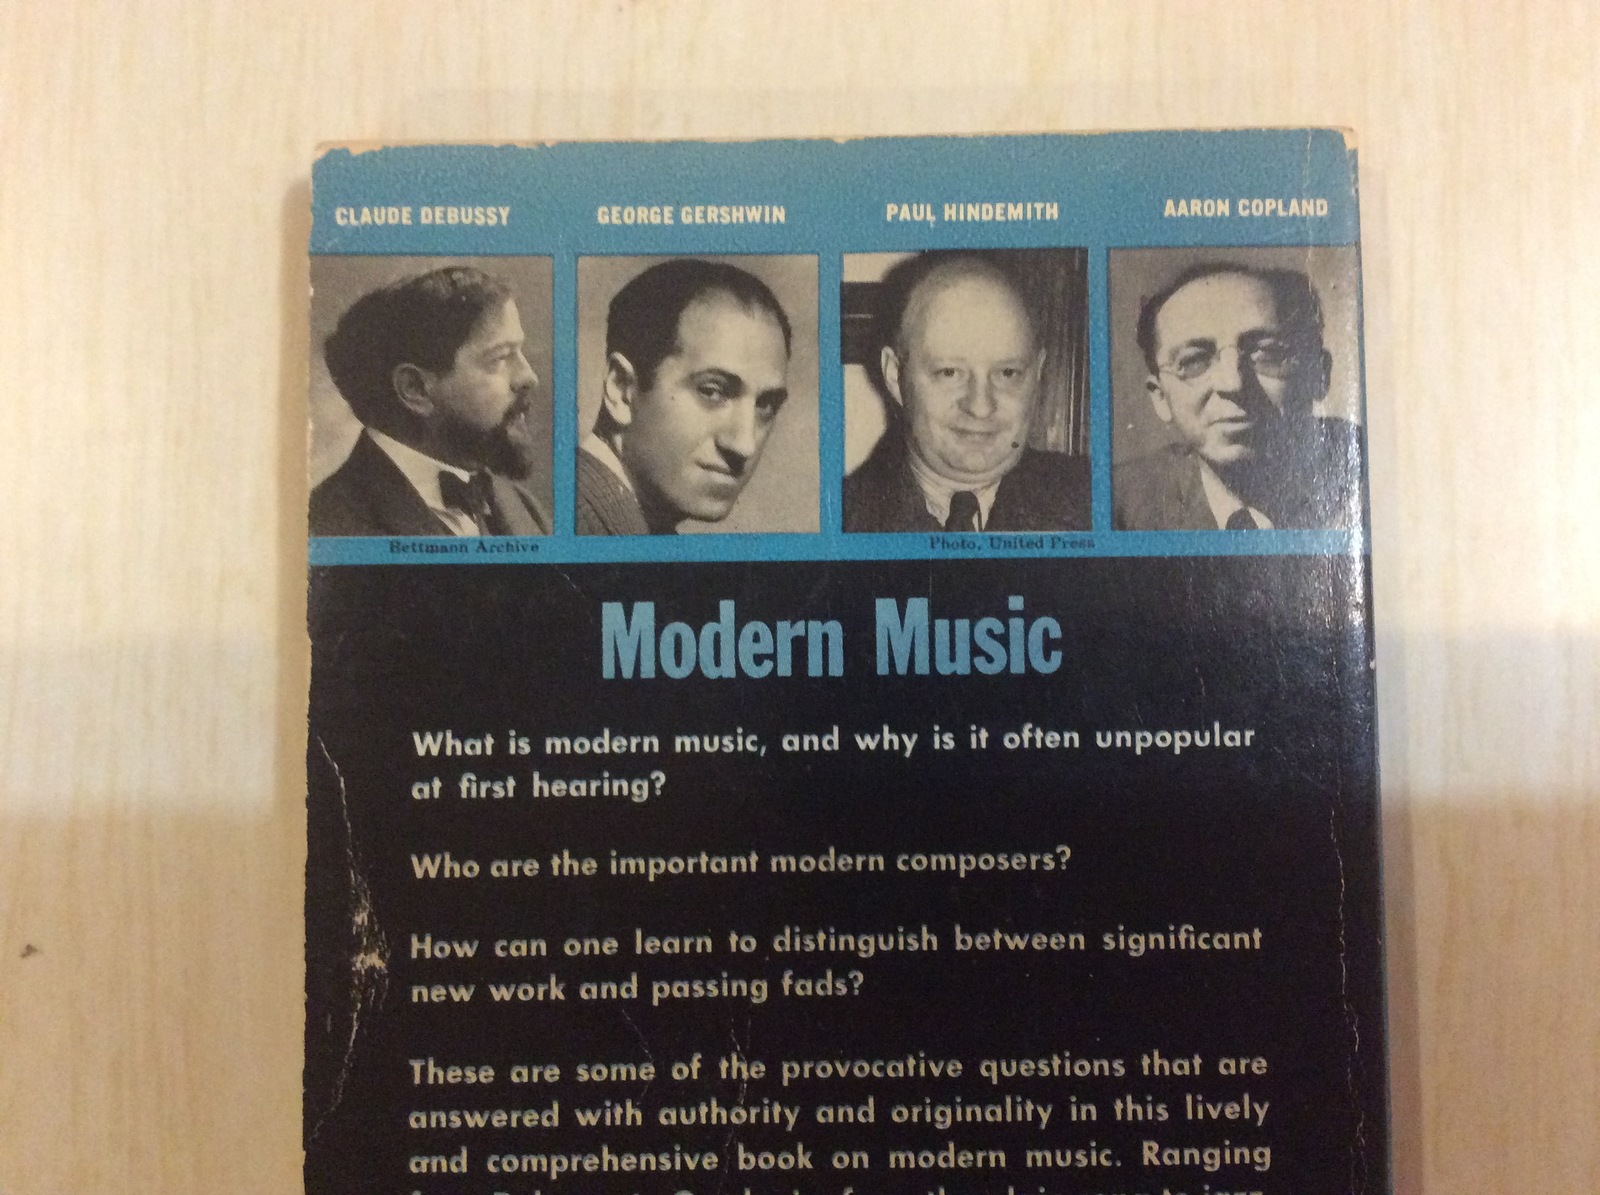 CLAUDE DEBUSSY GEORGE GERSHWIN PAUL HINDEMITH AARON COPLAND
Bettmann Archive Photo, United Press
Modern Music
What is modern music, and why is it often unpopular
at first hearing?
Who are the important modern composers?
How can one learn to distinguish between significant
new work and passing fads?
These are some of the provocative questions that are
answered with authority and originality in this lively
and comprehensive book on modern music. Ranging